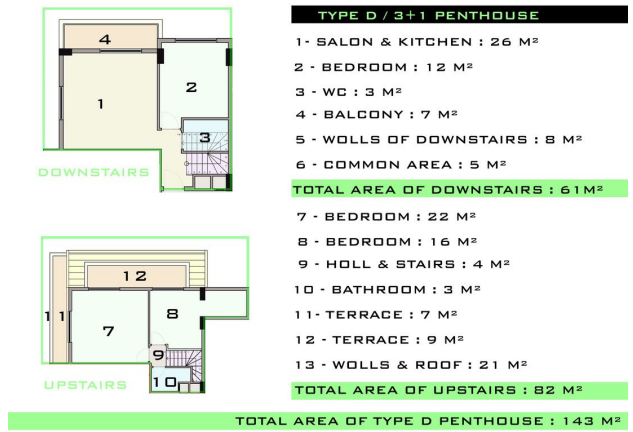 TYPE D / 3+1 PENTHOUSE
1- SALON & KITCHEN : 26 M²
2 - BEDROOM : 12 M²
3 - WC : 3 M²
4 - BALCONY : 7 M²
5 - WOLLS OF DOWNSTAIRS : 8 M²
6 - COMMON AREA : 5 M²
TOTAL AREA OF DOWNSTAIRS : 61M²
7 - BEDROOM : 22 M²
8 - BEDROOM : 16 M²
9 - HOLL & STAIRS : 4 M²
10 - BATHROOM : 3 M²
11- TERRACE : 7 M²
12 - TERRACE : 9 M²
13 - WOLLS & ROOF : 21 M²
TOTAL AREA OF UPSTAIRS : 82 M²
TOTAL AREA OF TYPE D PENTHOUSE : 143 M²
4
2
1
3
DOWNSTAIRS
12
11
8
7
9
10
UPSTAIRS